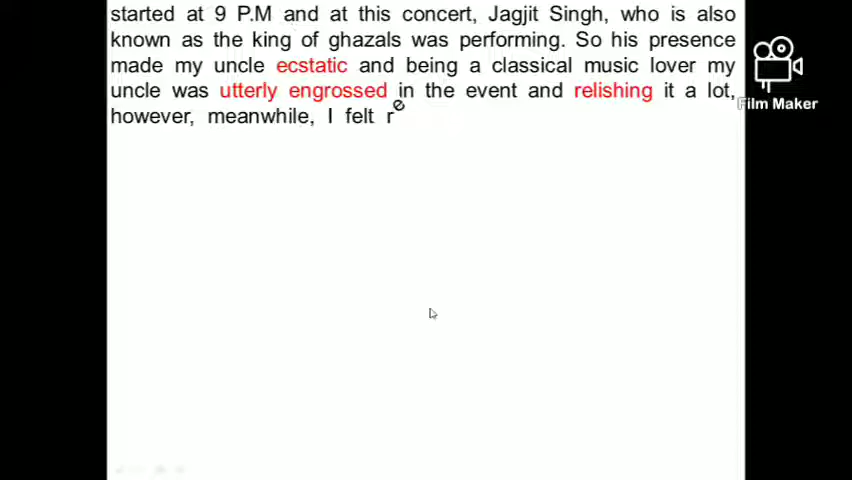 started at 9 P.M and at this concert, Jagjit Singh, who is also
known as the king of ghazals was performing. So his presence
made my uncle ecstatic and being a classical music lover my
uncle was utterly engrossed in the event and relishing it a lot,
however, meanwhile, I felt re
Film Maker